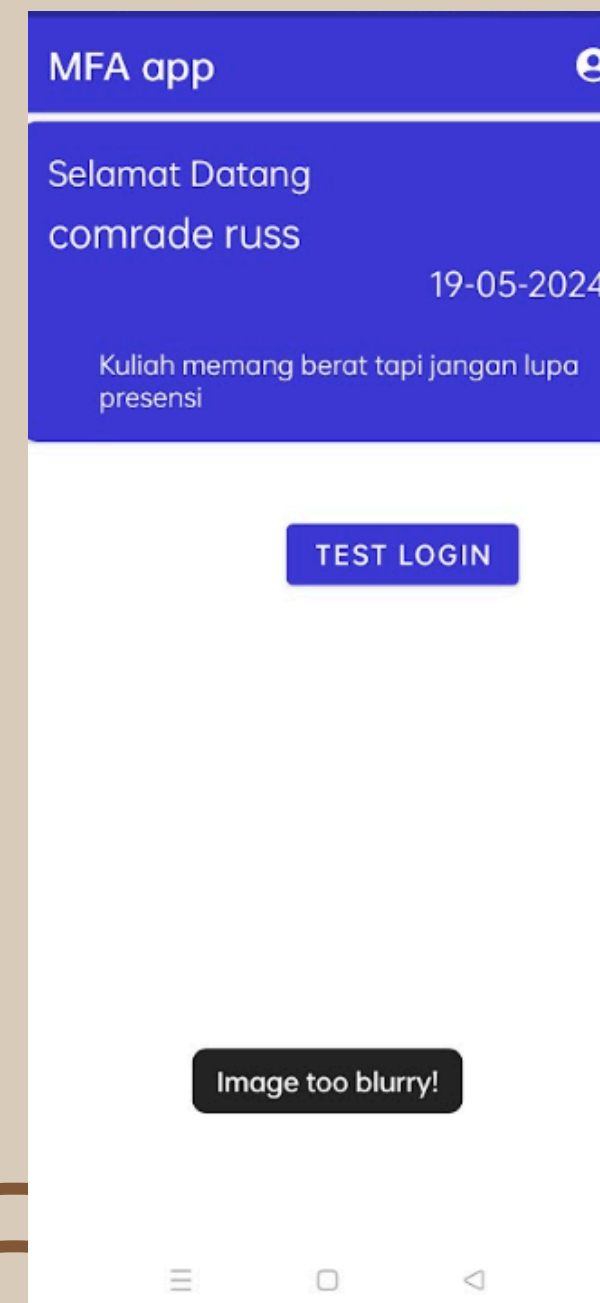 MFA app
Selamat Datang
comrade russ
19-05-2024
Kuliah memang berat tapi jangan lupa
presensi
TEST LOGIN
Image too blurry!